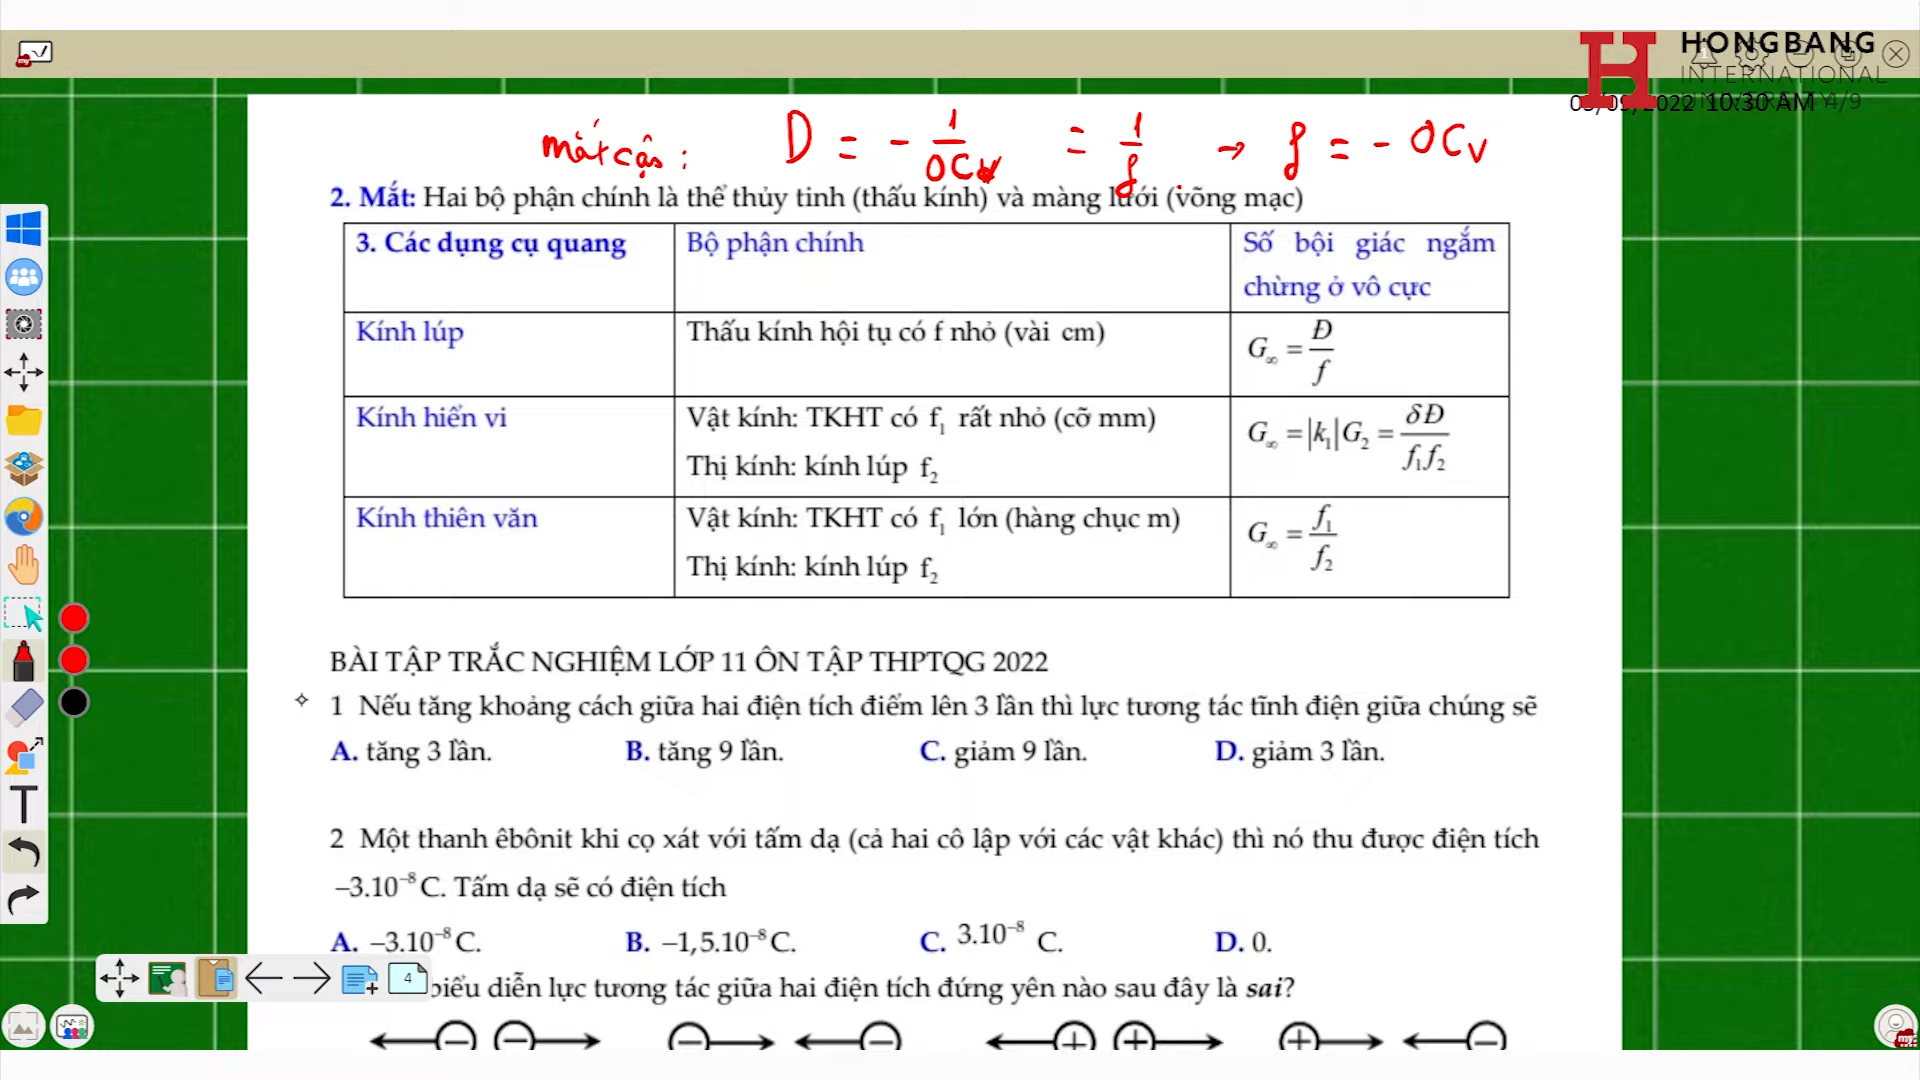 HONGBANG
INTERNATIONAL
UNIVERSITY
2022 10:30 AM 4/9
mắt cận : D = - 1/OCv = 1/f → f = - OCv
2. Mắt: Hai bộ phận chính là thể thủy tinh (thấu kính) và màng lưới (võng mạc)
3. Các dụng cụ quang Bộ phận chính Số bội giác ngắm
chừng ở vô cực
Kính lúp Thấu kính hội tụ có f nhỏ (vài cm) G∞ = Đ/f
Kính hiển vi Vật kính: TKHT có f₁ rất nhỏ (cỡ mm) G∞ = |k₁|G₂ = δĐ/f₁f₂
Thị kính: kính lúp f₂
Kính thiên văn Vật kính: TKHT có f₁ lớn (hàng chục m) G∞ = f₁/f₂
Thị kính: kính lúp f₂
BÀI TẬP TRẮC NGHIỆM LỚP 11 ÔN TẬP THPTQG 2022
1 Nếu tăng khoảng cách giữa hai điện tích điểm lên 3 lần thì lực tương tác tĩnh điện giữa chúng sẽ
A. tăng 3 lần. B. tăng 9 lần. C. giảm 9 lần. D. giảm 3 lần.
2 Một thanh êbônit khi cọ xát với tấm dạ (cả hai cô lập với các vật khác) thì nó thu được điện tích
–3.10⁻⁸ C. Tấm dạ sẽ có điện tích
A. –3.10⁻⁸ C. B. –1,5.10⁻⁸ C. C. 3.10⁻⁸ C. D. 0.
4
biểu diễn lực tương tác giữa hai điện tích đứng yên nào sau đây là sai?